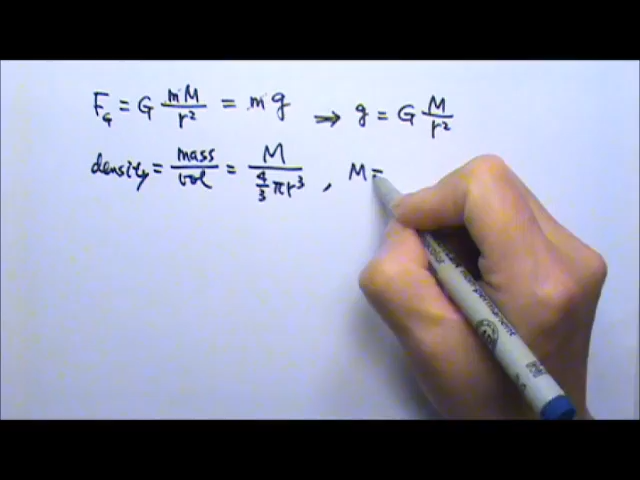 F_G = G mM/r² = mg → g = G M/r²
density = mass/vol = M/(4/3 πr³) , M =